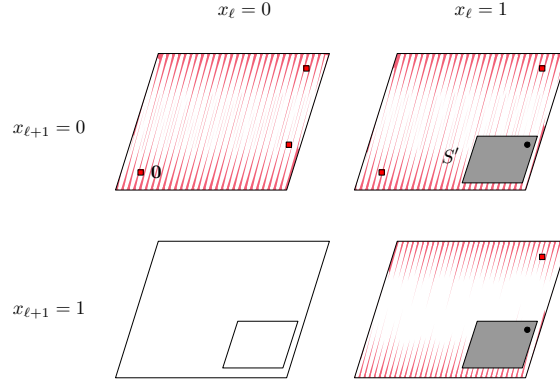 x_ℓ = 0
x_ℓ = 1
x_{ℓ+1} = 0
S′
0
x_{ℓ+1} = 1